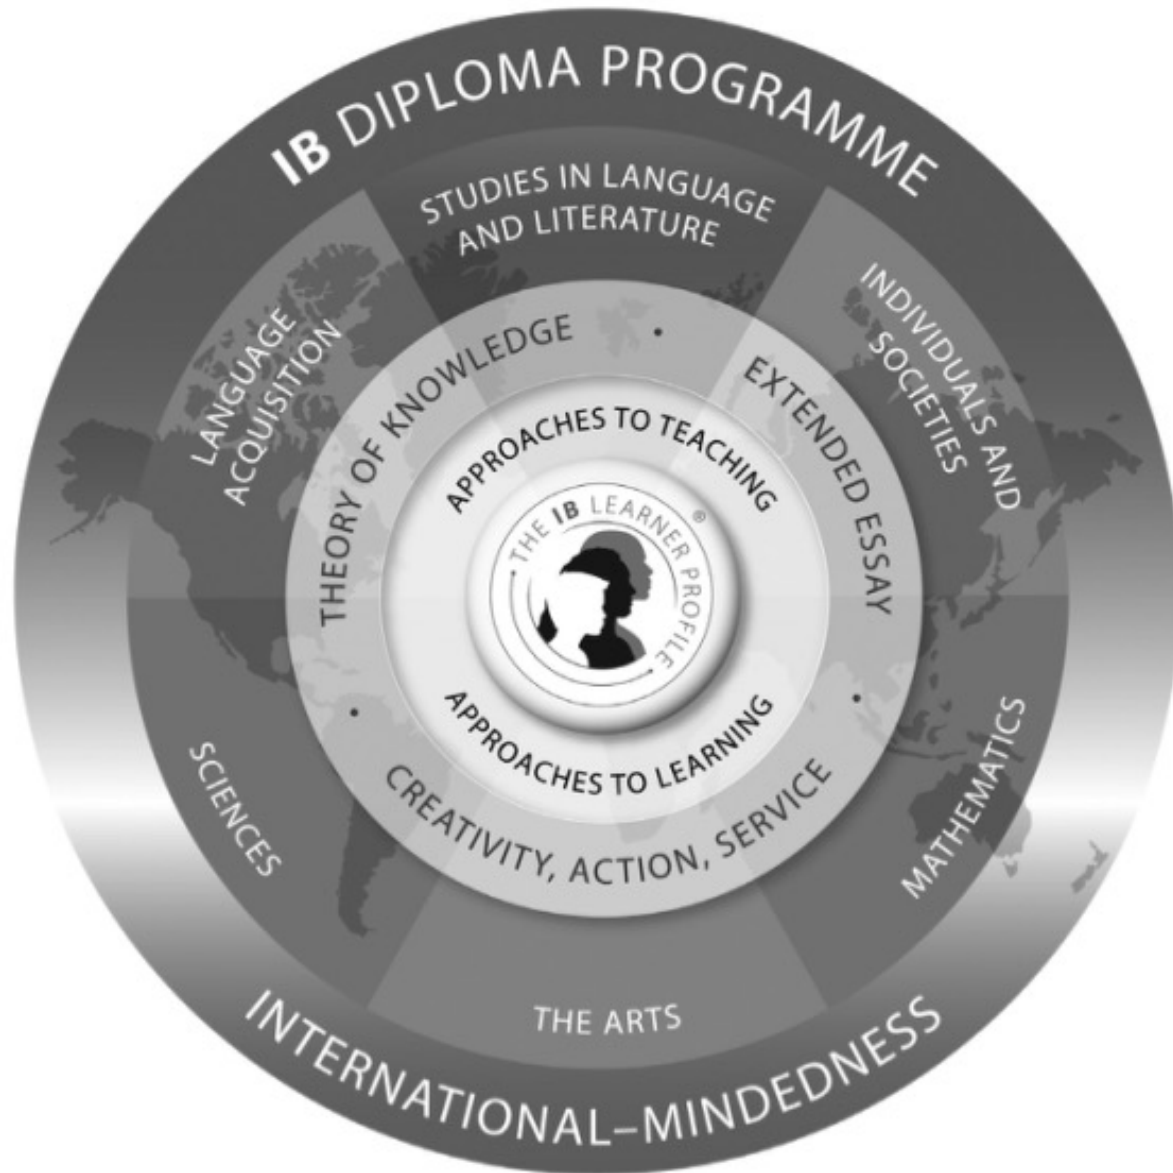 IB DIPLOMA PROGRAMME
STUDIES IN LANGUAGE
AND LITERATURE
LANGUAGE
ACQUISITION
INDIVIDUALS AND
SOCIETIES
THEORY OF KNOWLEDGE
EXTENDED ESSAY
APPROACHES TO TEACHING
THE IB LEARNER PROFILE ®
APPROACHES TO LEARNING
CREATIVITY, ACTION, SERVICE
SCIENCES
MATHEMATICS
THE ARTS
INTERNATIONAL–MINDEDNESS